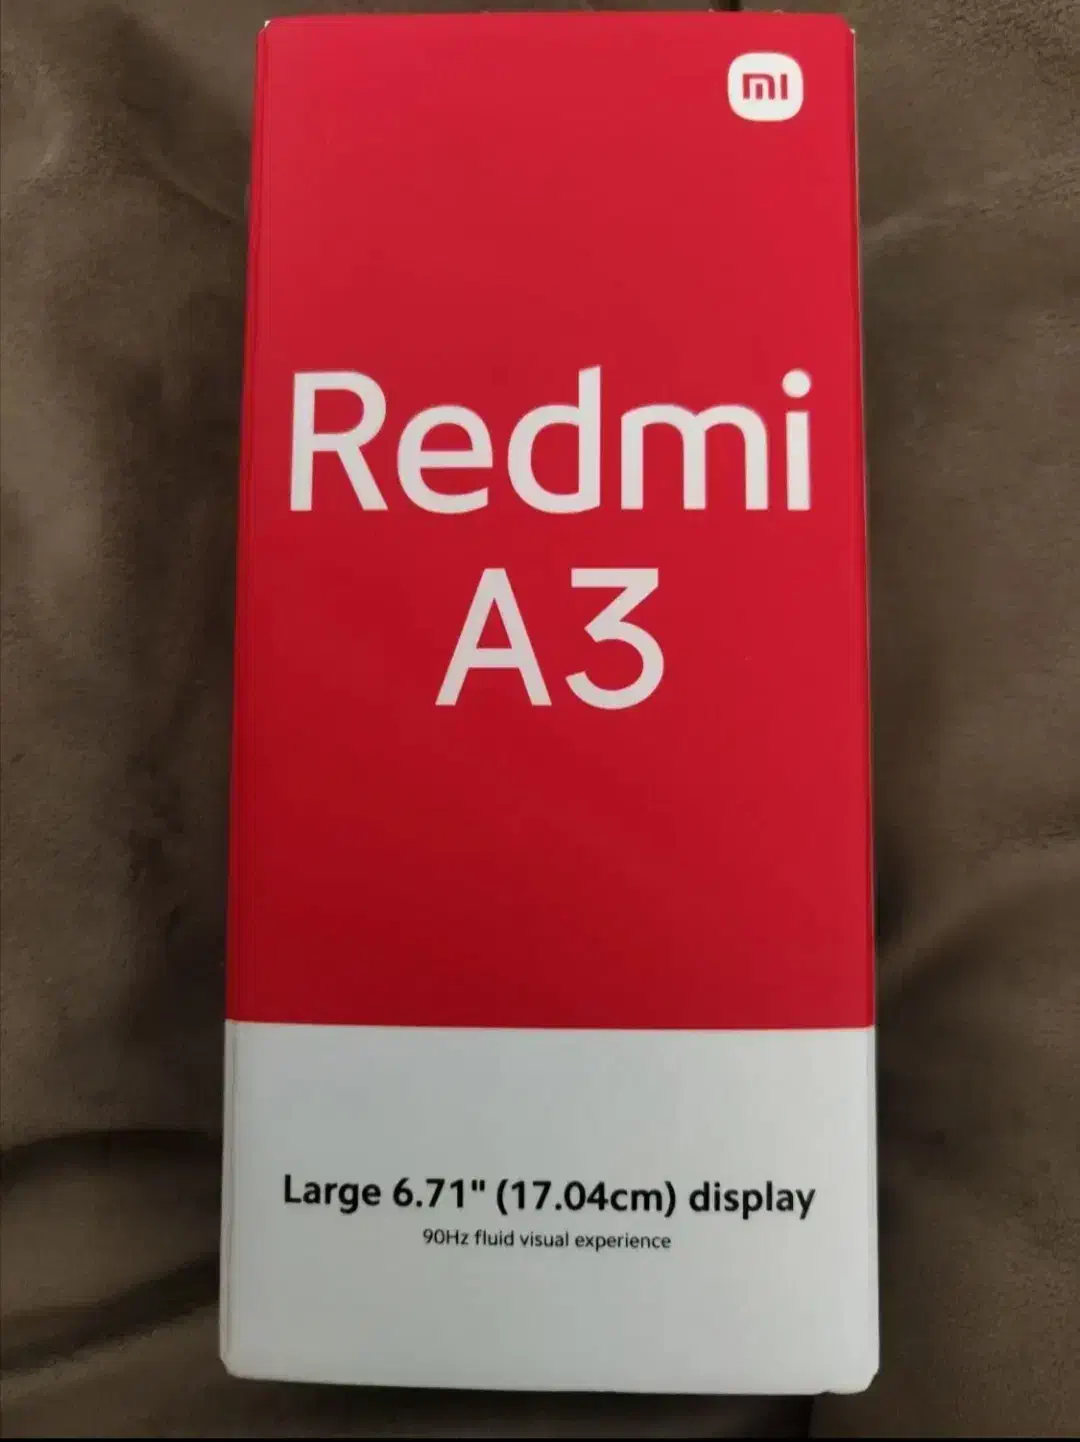 mi
Redmi
A3
Large 6.71" (17.04cm) display
90Hz fluid visual experience